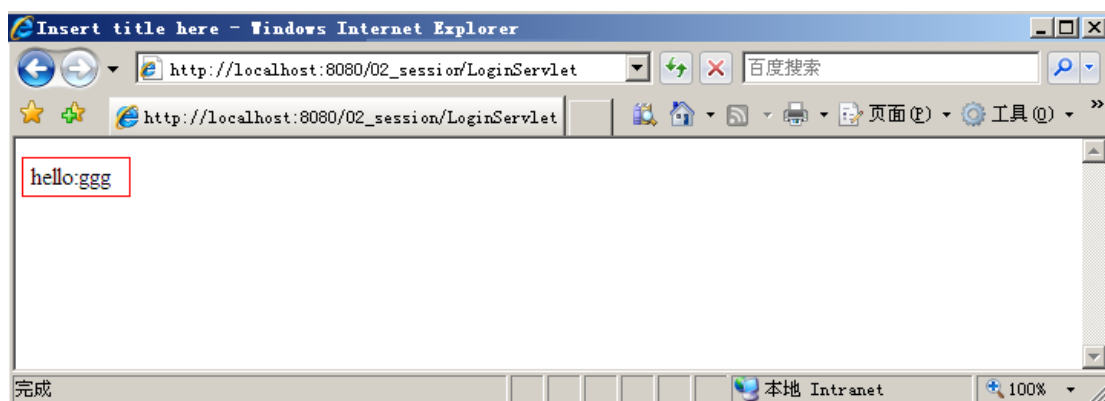 Insert title here - Windows Internet Explorer
http://localhost:8080/02_session/LoginServlet
百度搜索
http://localhost:8080/02_session/LoginServlet
页面(P)
工具(O)
hello:ggg
完成
本地 Intranet
100%